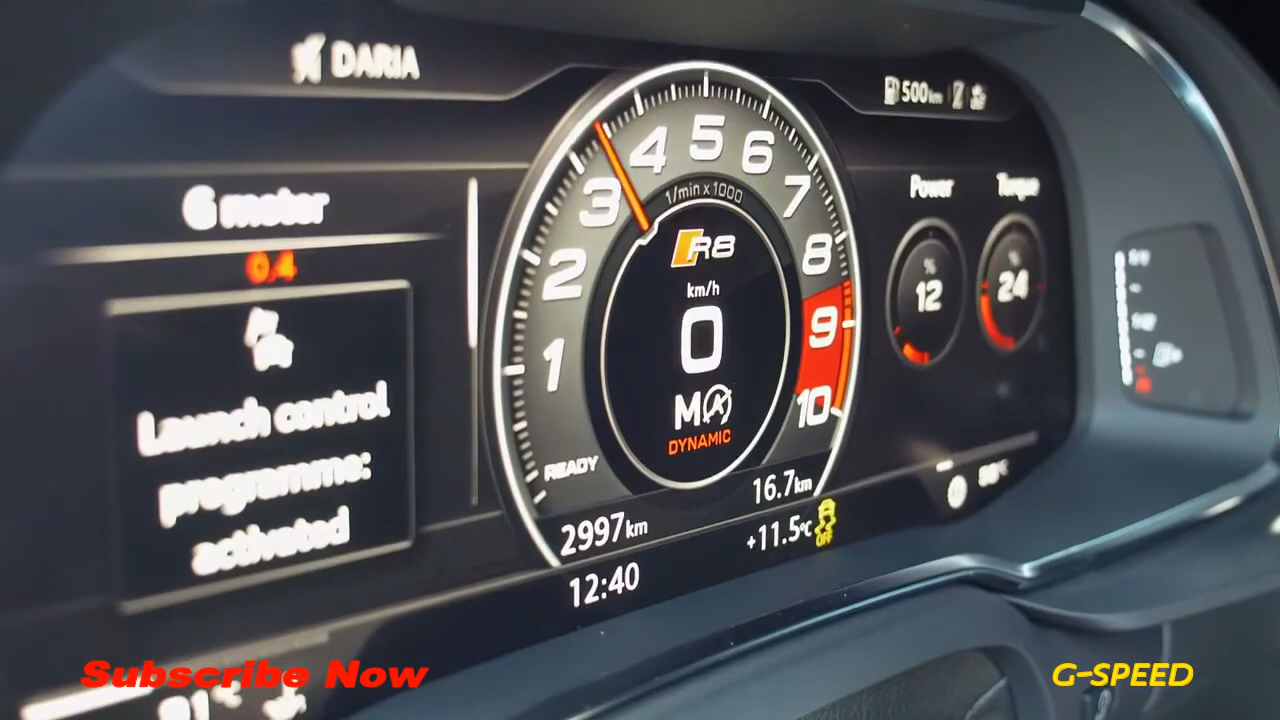 DARIA
500km
G motor
0.4
Launch control
programme:
activated
1
2
3
4
5
6
7
8
9
10
1/min x 1000
R8
km/h
0
M
A
DYNAMIC
READY
Power
%
12
Torque
%
24
16.7km
2997km
+11.5°C
OFF
12:40
Subscribe Now
G-SPEED